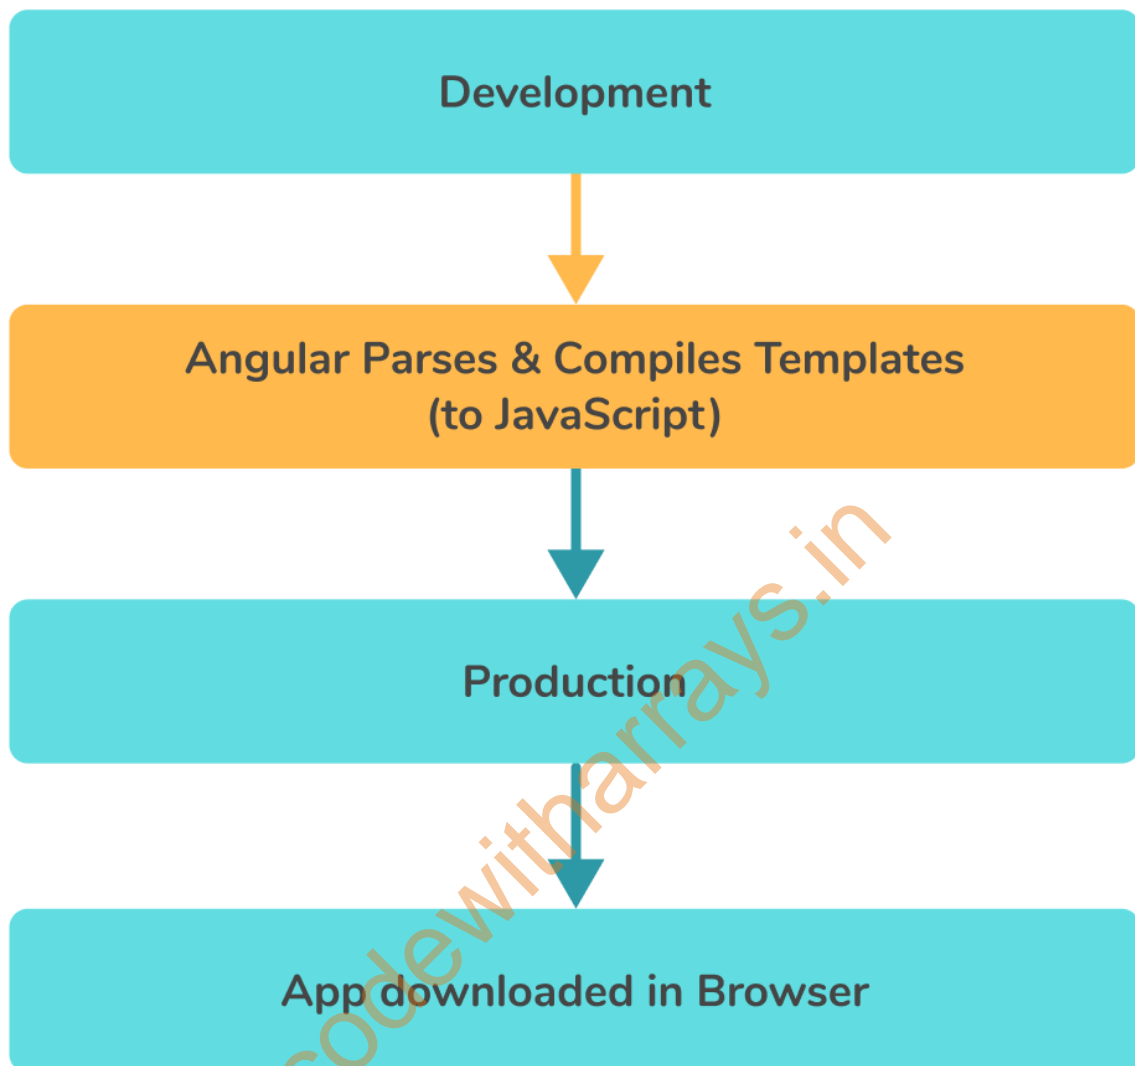 Development
Angular Parses & Compiles Templates
(to JavaScript)
Production
App downloaded in Browser
codewitharrays.in